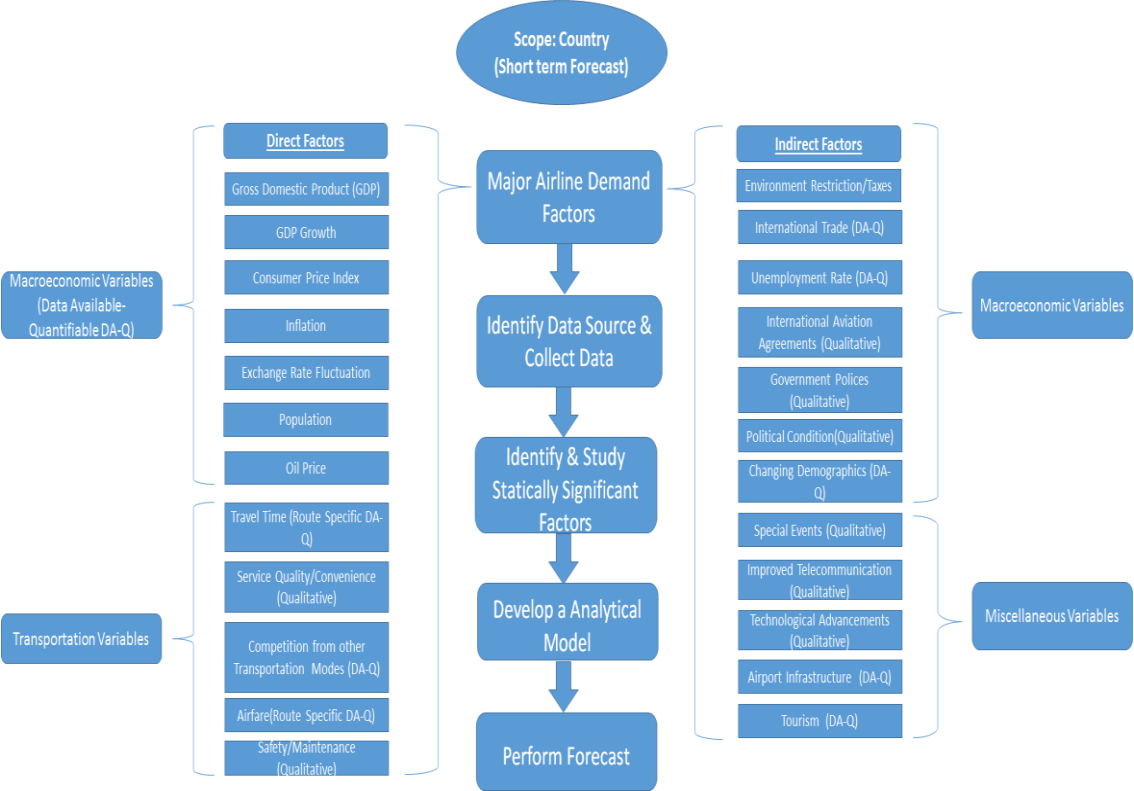 Scope: Country
(Short term Forecast)
Direct Factors
Gross Domestic Product (GDP)
GDP Growth
Consumer Price Index
Inflation
Exchange Rate Fluctuation
Population
Oil Price
Travel Time (Route Specific DA-
Q)
Service Quality/Convenience
(Qualitative)
Competition from other
Transportation Modes (DA-Q)
Airfare(Route Specific DA-Q)
Safety/Maintenance
(Qualitative)
Macroeconomic Variables
(Data Available-
Quantifiable DA-Q)
Transportation Variables
Major Airline Demand
Factors
Identify Data Source &
Collect Data
Identify & Study
Statically Significant
Factors
Develop a Analytical
Model
Perform Forecast
Indirect Factors
Environment Restriction/Taxes
International Trade (DA-Q)
Unemployment Rate (DA-Q)
International Aviation
Agreements (Qualitative)
Government Polices
(Qualitative)
Political Condition(Qualitative)
Changing Demographics (DA-
Q)
Special Events (Qualitative)
Improved Telecommunication
(Qualitative)
Technological Advancements
(Qualitative)
Airport Infrastructure (DA-Q)
Tourism (DA-Q)
Macroeconomic Variables
Miscellaneous Variables